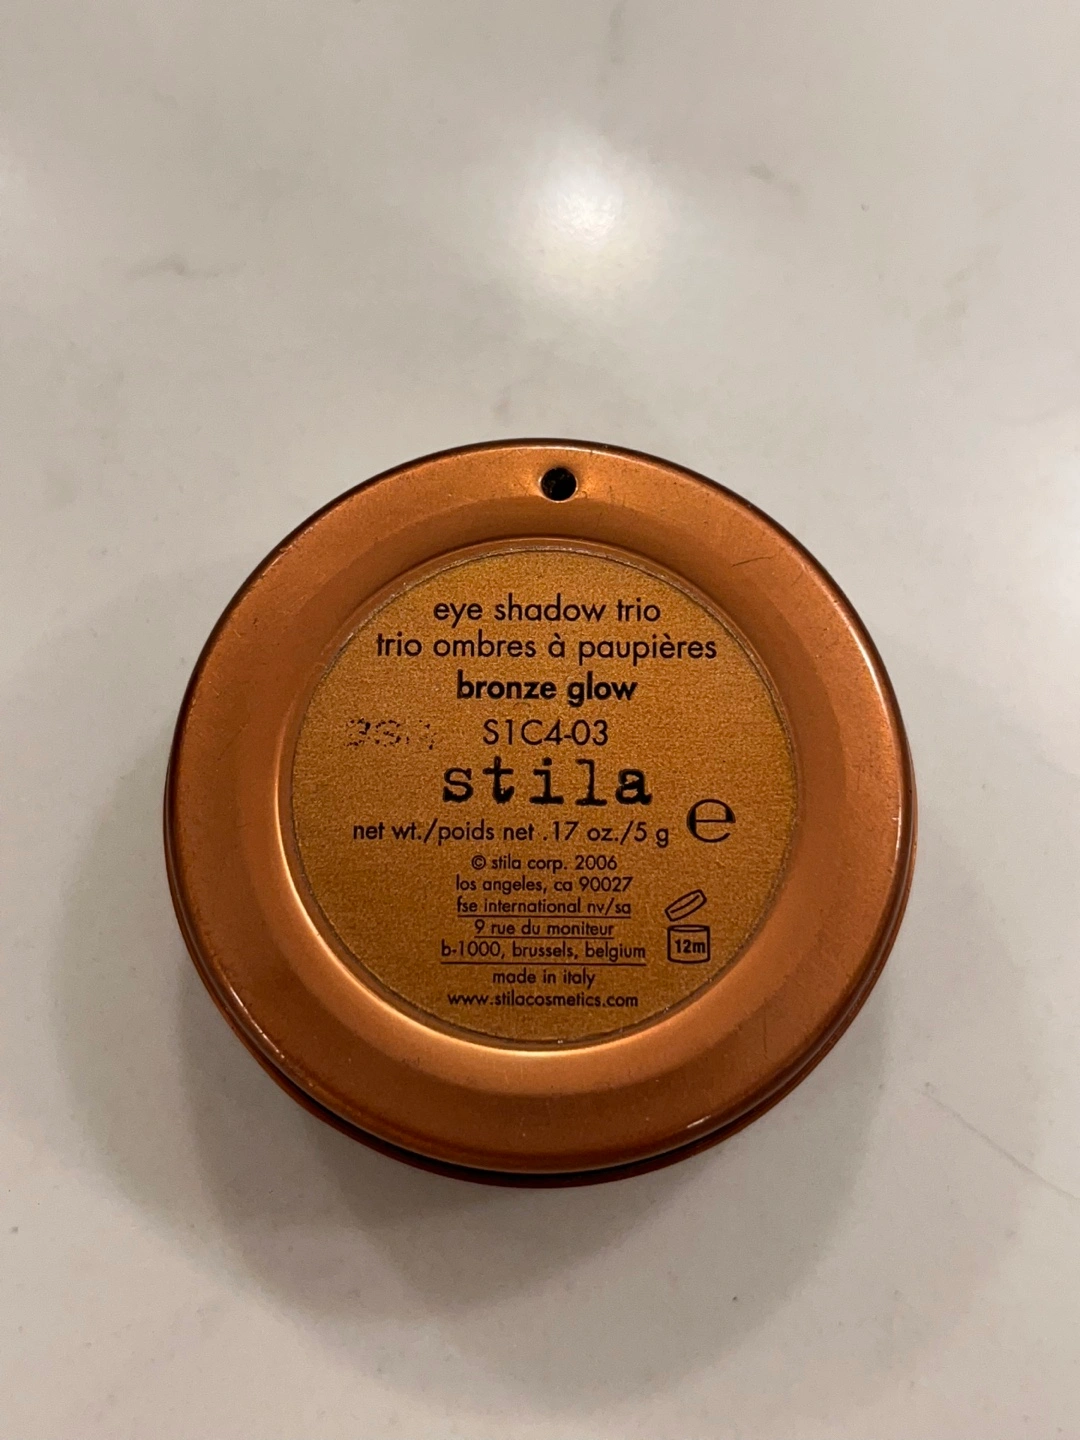 eye shadow trio
trio ombres à paupières
bronze glow
S1C4-03
stila
net wt./poids net .17 oz./5 g e
© stila corp. 2006
los angeles, ca 90027
fse international nv/sa
9 rue du moniteur
b-1000, brussels, belgium
12m
made in italy
www.stilacosmetics.com